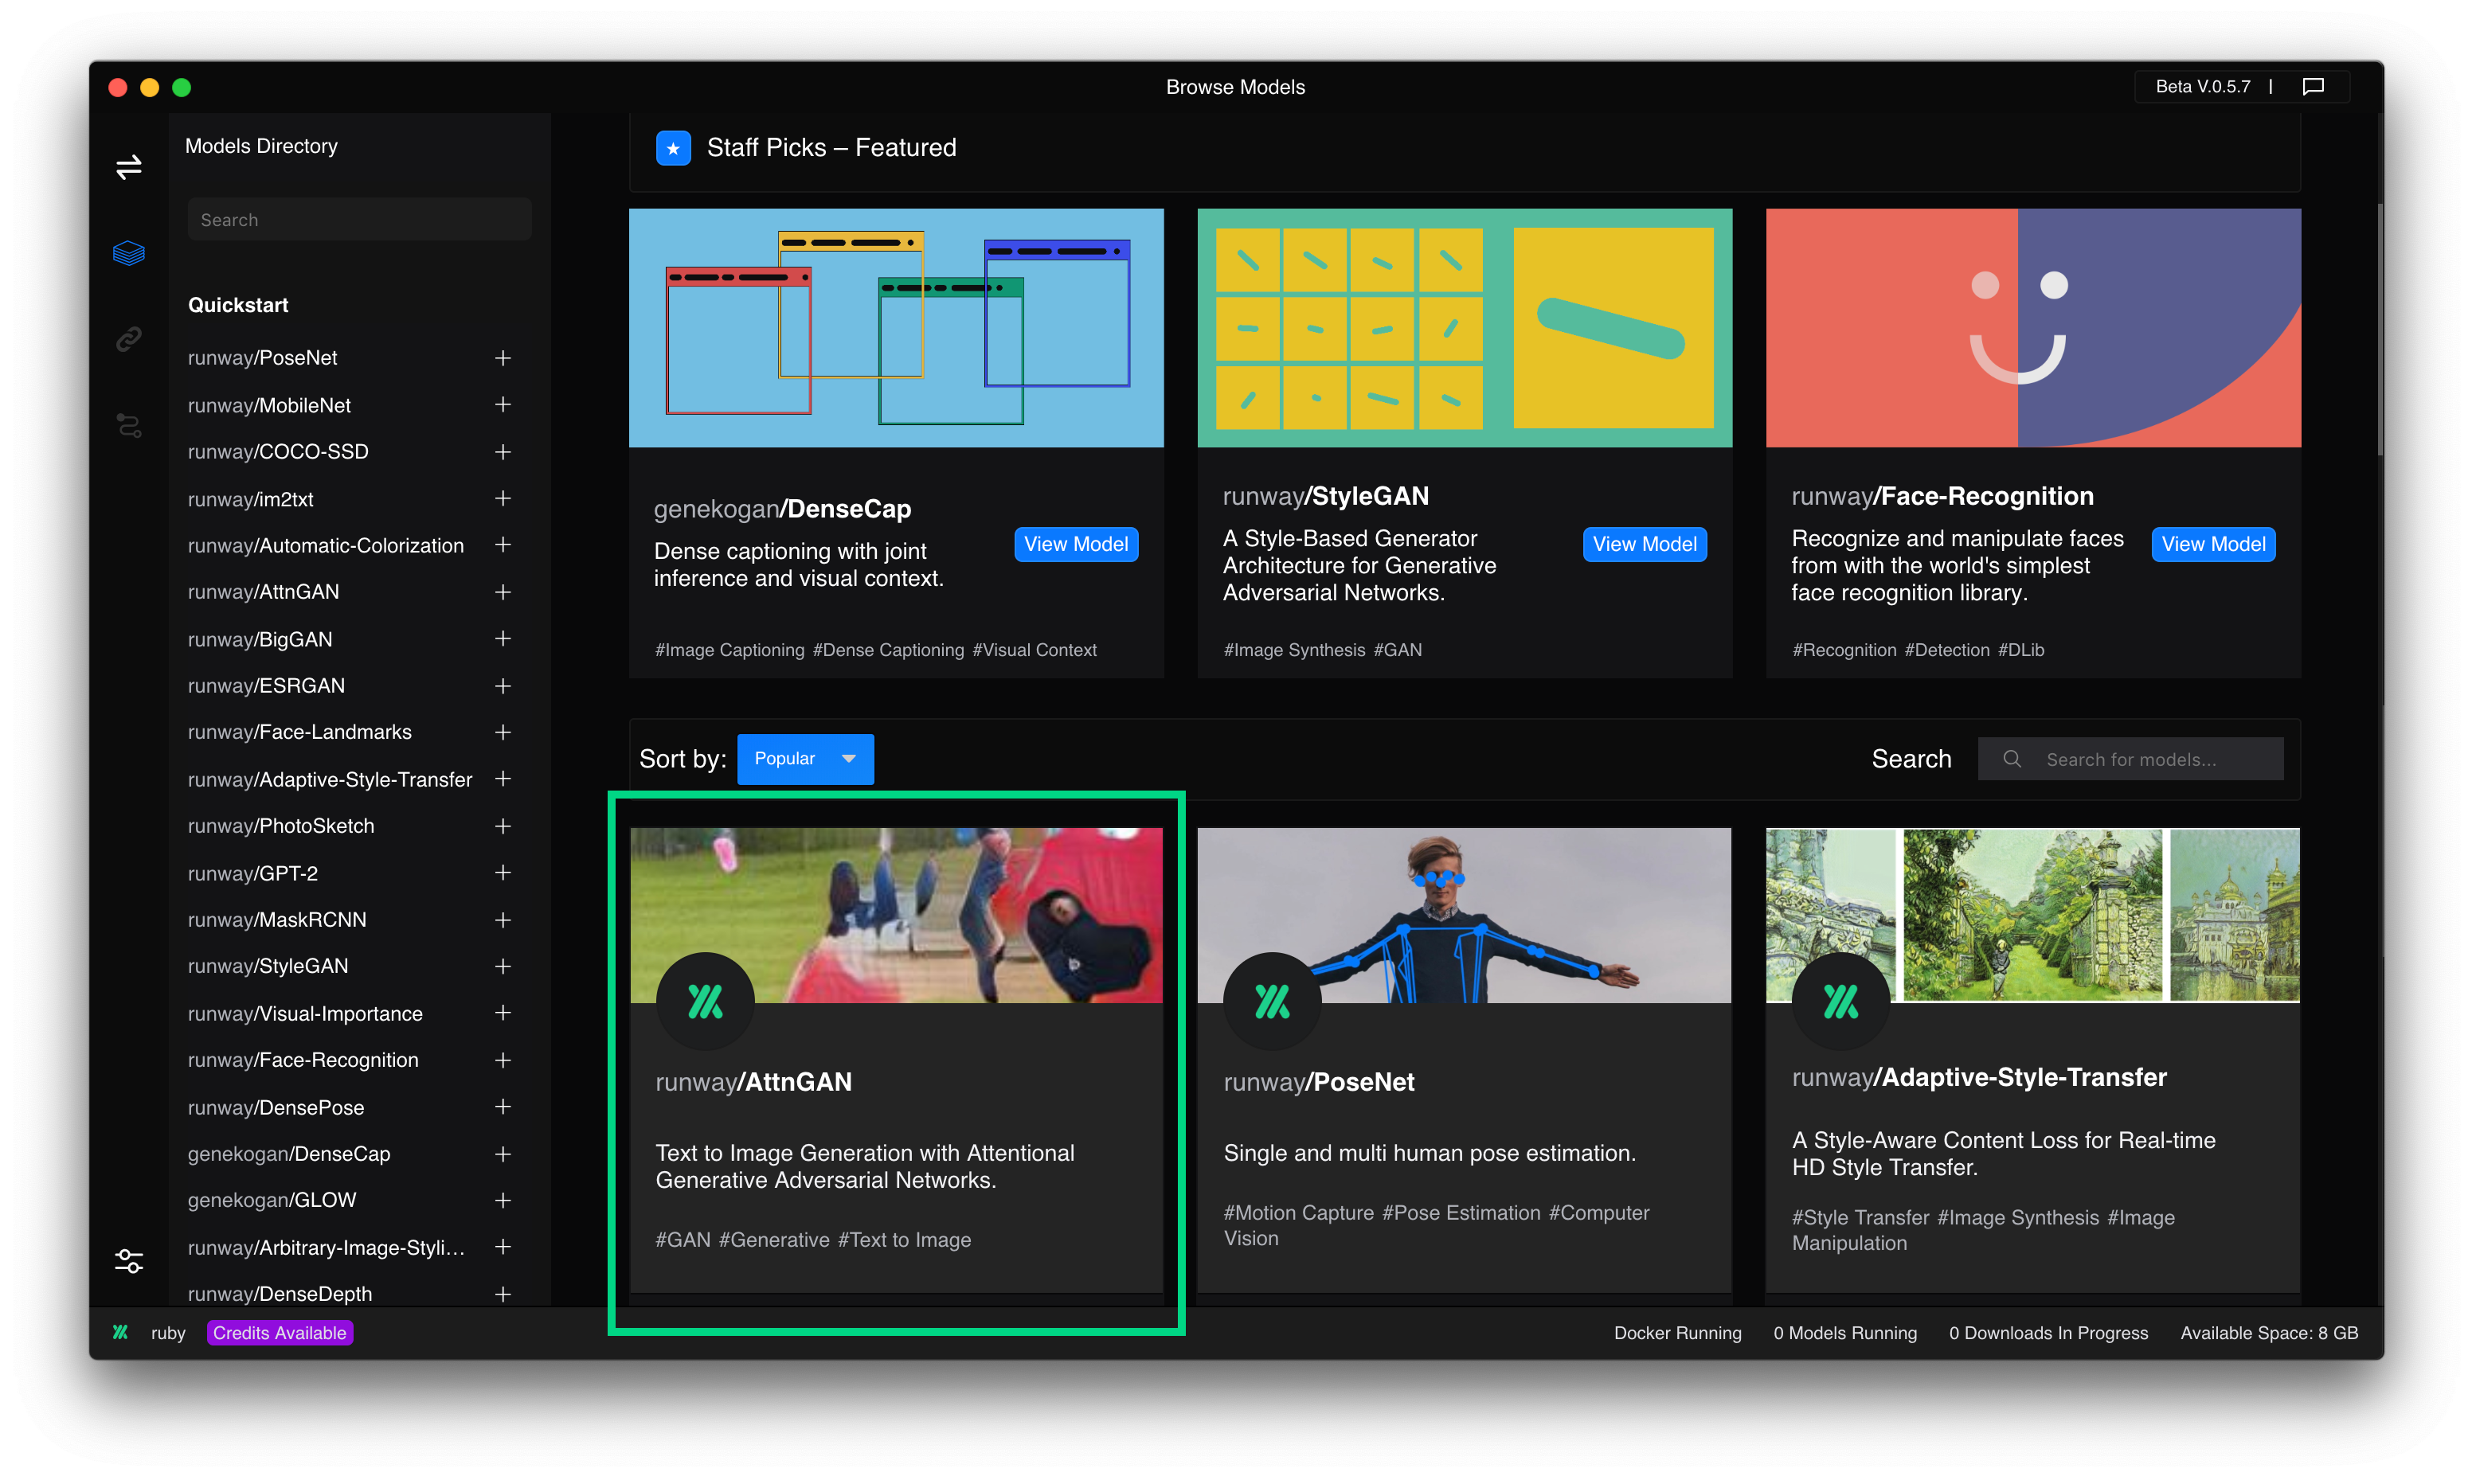 Browse Models
Beta V.0.5.7 |
Models Directory
Search
Quickstart
runway/PoseNet
runway/MobileNet
runway/COCO-SSD
runway/im2txt
runway/Automatic-Colorization
runway/AttnGAN
runway/BigGAN
runway/ESRGAN
runway/Face-Landmarks
runway/Adaptive-Style-Transfer
runway/PhotoSketch
runway/GPT-2
runway/MaskRCNN
runway/StyleGAN
runway/Visual-Importance
runway/Face-Recognition
runway/DensePose
genekogan/DenseCap
genekogan/GLOW
runway/Arbitrary-Image-Styli...
runway/DenseDepth
Staff Picks – Featured
genekogan/DenseCap
Dense captioning with joint
inference and visual context.
View Model
#Image Captioning #Dense Captioning #Visual Context
runway/StyleGAN
A Style-Based Generator
Architecture for Generative
Adversarial Networks.
View Model
#Image Synthesis #GAN
runway/Face-Recognition
Recognize and manipulate faces
from with the world's simplest
face recognition library.
View Model
#Recognition #Detection #DLib
Sort by:
Popular
Search
Search for models...
runway/AttnGAN
Text to Image Generation with Attentional
Generative Adversarial Networks.
#GAN #Generative #Text to Image
runway/PoseNet
Single and multi human pose estimation.
#Motion Capture #Pose Estimation #Computer
Vision
runway/Adaptive-Style-Transfer
A Style-Aware Content Loss for Real-time
HD Style Transfer.
#Style Transfer #Image Synthesis #Image
Manipulation
ruby
Credits Available
Docker Running
0 Models Running
0 Downloads In Progress
Available Space: 8 GB